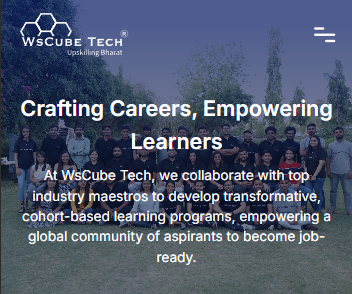 WsCube Tech®
Upskilling Bharat
Crafting Careers, Empowering
Learners
At WsCube Tech, we collaborate with top
industry maestros to develop transformative,
cohort-based learning programs, empowering a
global community of aspirants to become job-
ready.